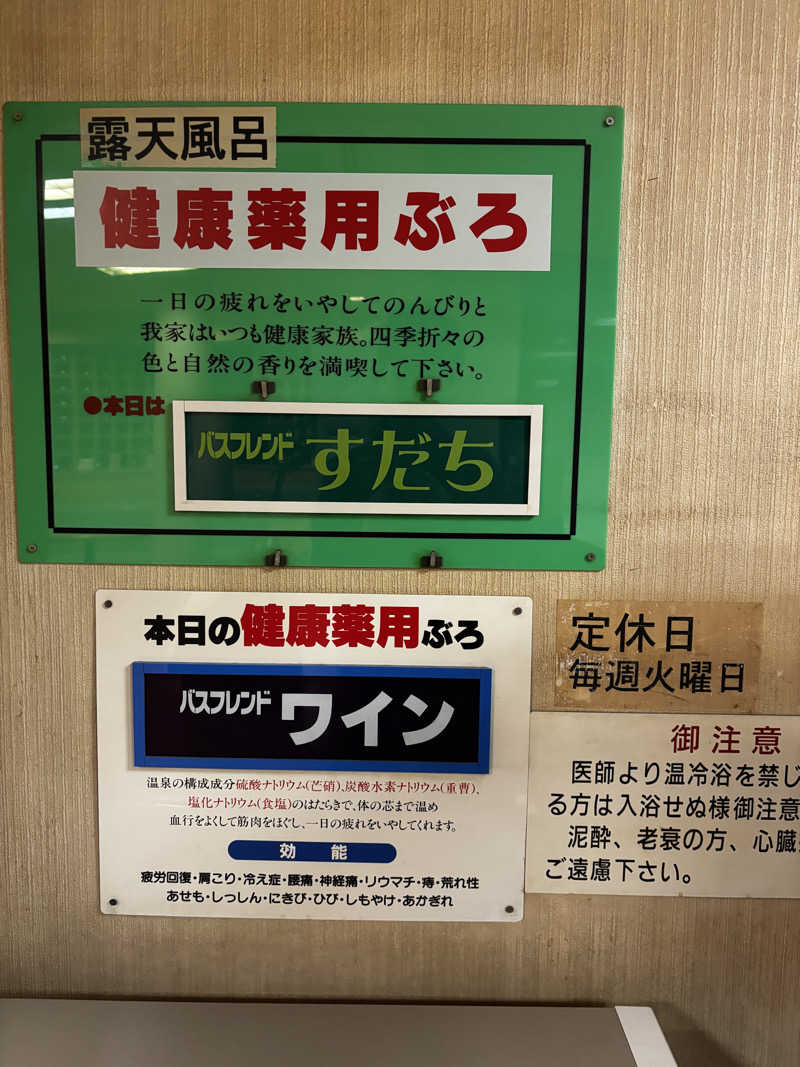 露天風呂
健康薬用ぶろ
一日の疲れをいやしてのんびりと
我家はいつも健康家族。四季折々の
色と自然の香りを満喫して下さい。
●本日は
バスフレンド すだち
本日の健康薬用ぶろ
バスフレンド ワイン
温泉の構成成分硫酸ナトリウム(芒硝)、炭酸水素ナトリウム(重曹)、
塩化ナトリウム(食塩)のはたらきで、体の芯まで温め
血行をよくして筋肉をほぐし、一日の疲れをいやしてくれます。
効能
疲労回復・肩こり・冷え症・腰痛・神経痛・リウマチ・痔・荒れ性
あせも・しっしん・にきび・ひび・しもやけ・あかぎれ
定休日
毎週火曜日
御注意
医師より温冷浴を禁じ
る方は入浴せぬ様御注意
泥酔、老衰の方、心臓
ご遠慮下さい。